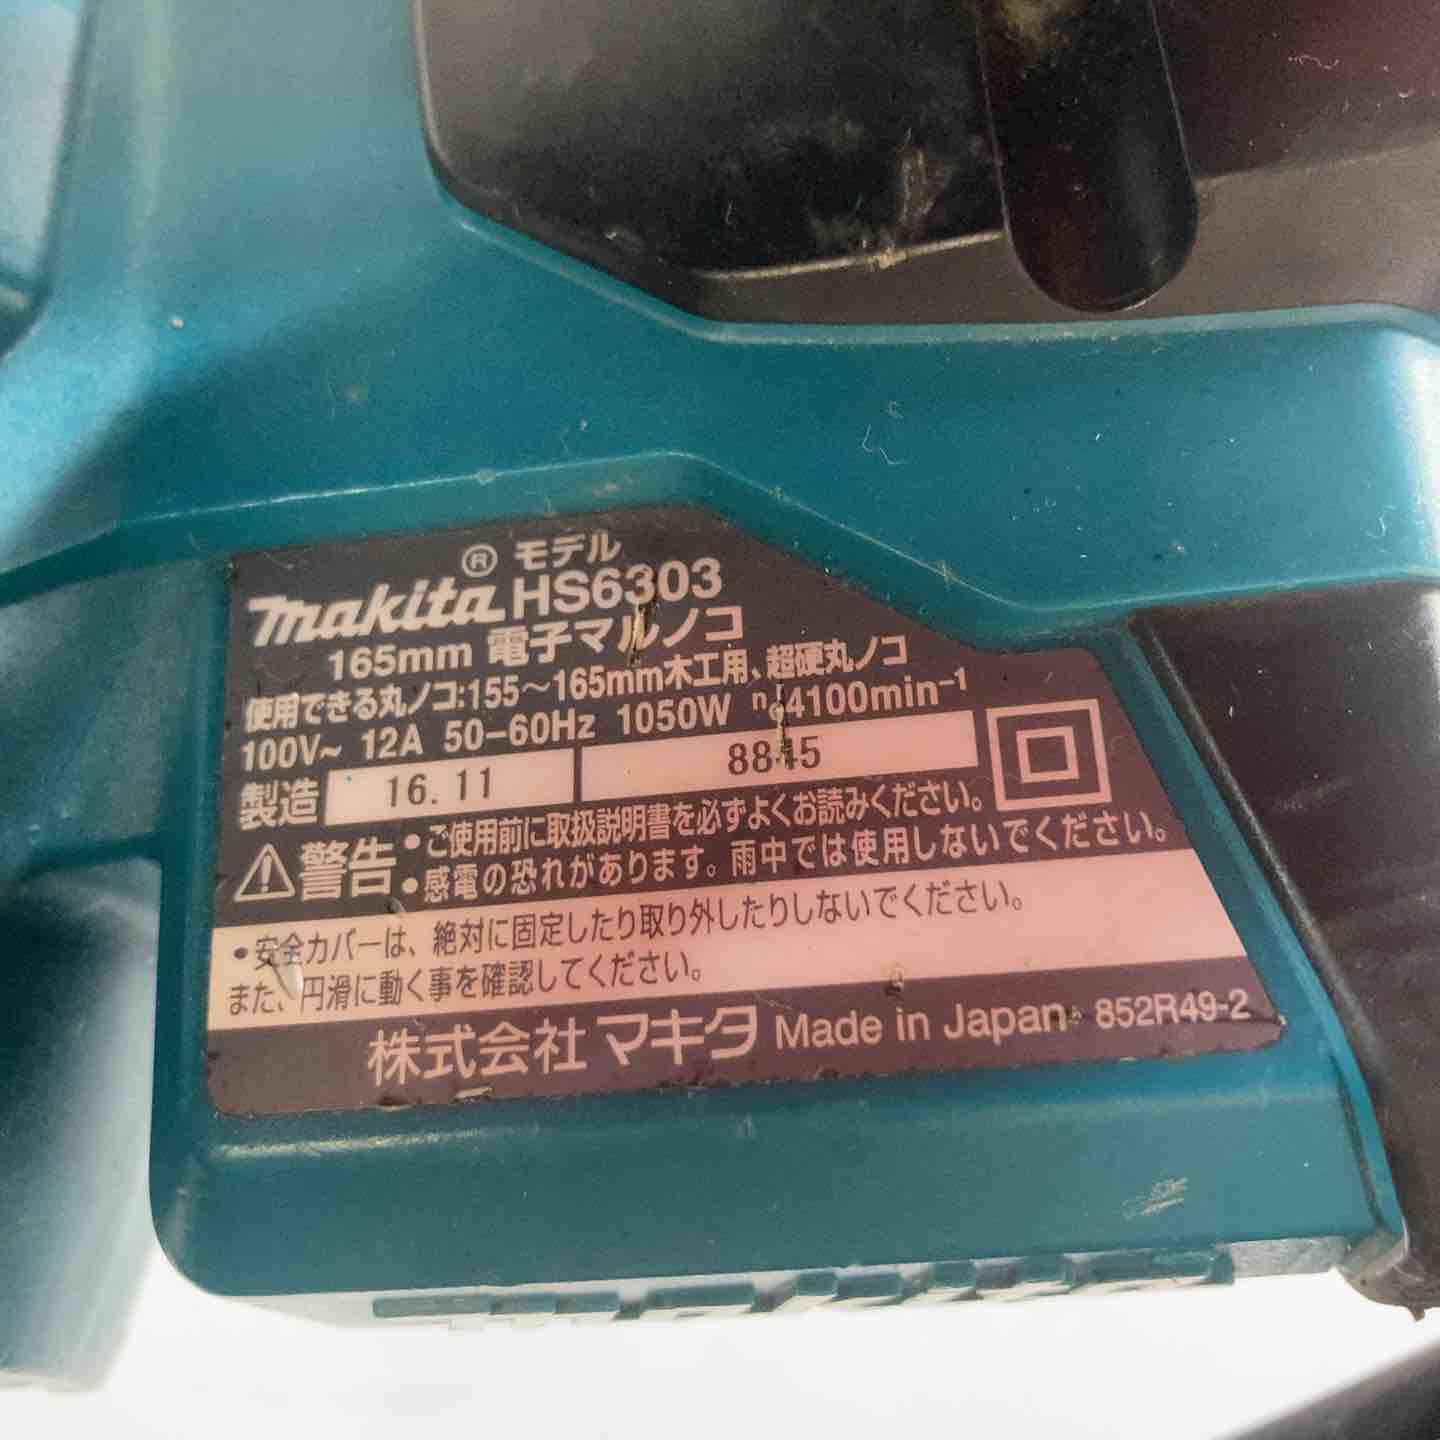 makita® モデル HS6303
165mm 電子マルノコ
使用できる丸ノコ:155～165mm木工用、超硬丸ノコ
100V~ 12A 50-60Hz 1050W n₀4100min⁻¹
製造 16.11 8845
⚠警告 •ご使用前に取扱説明書を必ずよくお読みください。
•感電の恐れがあります。雨中では使用しないでください。
•安全カバーは、絶対に固定したり取り外したりしないでください。
また、円滑に動く事を確認してください。
株式会社マキタ Made in Japan 852R49-2